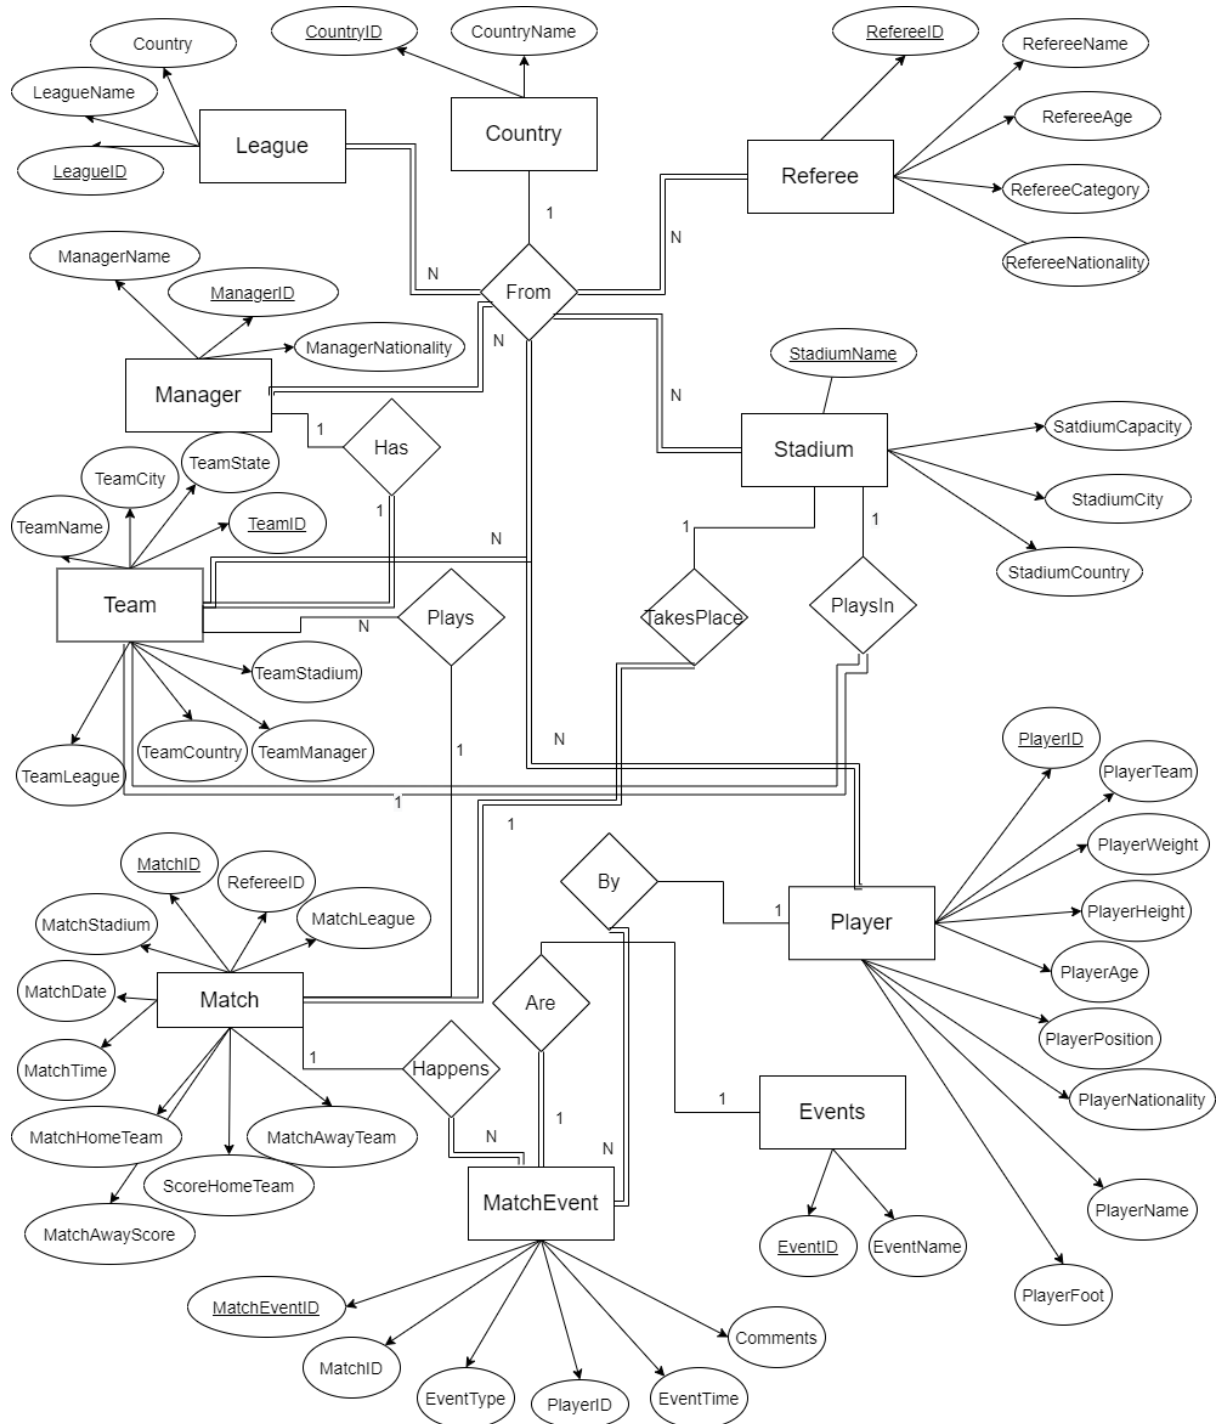 Country
CountryID
CountryName
RefereeID
RefereeName
LeagueName
League
Country
RefereeAge
LeagueID
Referee
RefereeCategory
1
N
RefereeNationality
ManagerName
N
From
ManagerID
ManagerNationality
N
StadiumName
Manager
N
SatdiumCapacity
1
Has
Stadium
TeamState
TeamCity
StadiumCity
TeamName
TeamID
1
N
1
1
StadiumCountry
Team
Plays
TakesPlace
PlaysIn
N
TeamStadium
TeamCountry
TeamManager
1
N
TeamLeague
PlayerID
PlayerTeam
1
1
PlayerWeight
MatchID
RefereeID
By
MatchLeague
1
Player
PlayerHeight
MatchStadium
PlayerAge
MatchDate
Match
Are
PlayerPosition
MatchTime
1
Happens
PlayerNationality
1
1
Events
MatchHomeTeam
MatchAwayTeam
N
N
ScoreHomeTeam
MatchEvent
PlayerName
MatchAwayScore
EventID
EventName
MatchEventID
PlayerFoot
Comments
MatchID
EventType
PlayerID
EventTime